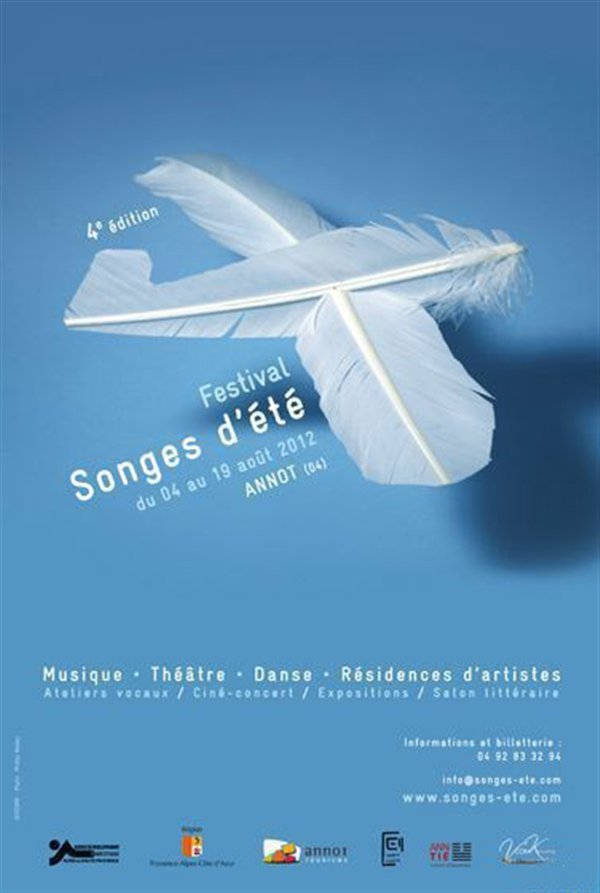 4e édition
Festival
Songes d'été
du 04 au 19 août 2012
ANNOT (04)
Musique • Théâtre • Danse • Résidences d'artistes
Ateliers vocaux / Ciné-concert / Expositions / Salon littéraire
Informations et billetterie :
04 92 83 32 94
info@songes-ete.com
www.songes-ete.com
Région
Provence-Alpes-Côte d'Azur
annot
TOURISME
ANN